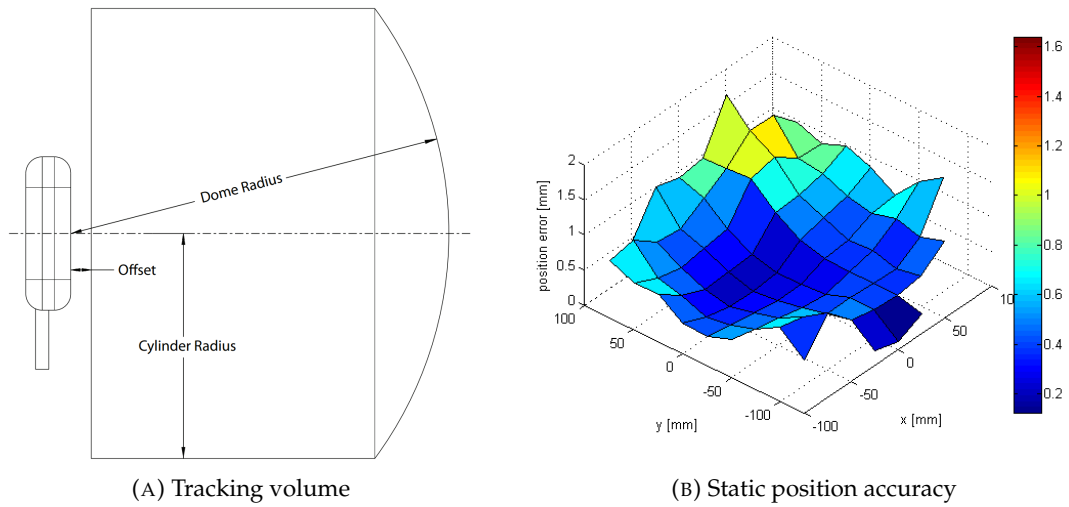 Dome Radius
Offset
Cylinder Radius
(A) Tracking volume
position error [mm]
2
1.5
1
0.5
0
100
50
0
-50
-100
y [mm]
-100
-50
0
50
10
x [mm]
1.6
1.4
1.2
1
0.8
0.6
0.4
0.2
(B) Static position accuracy